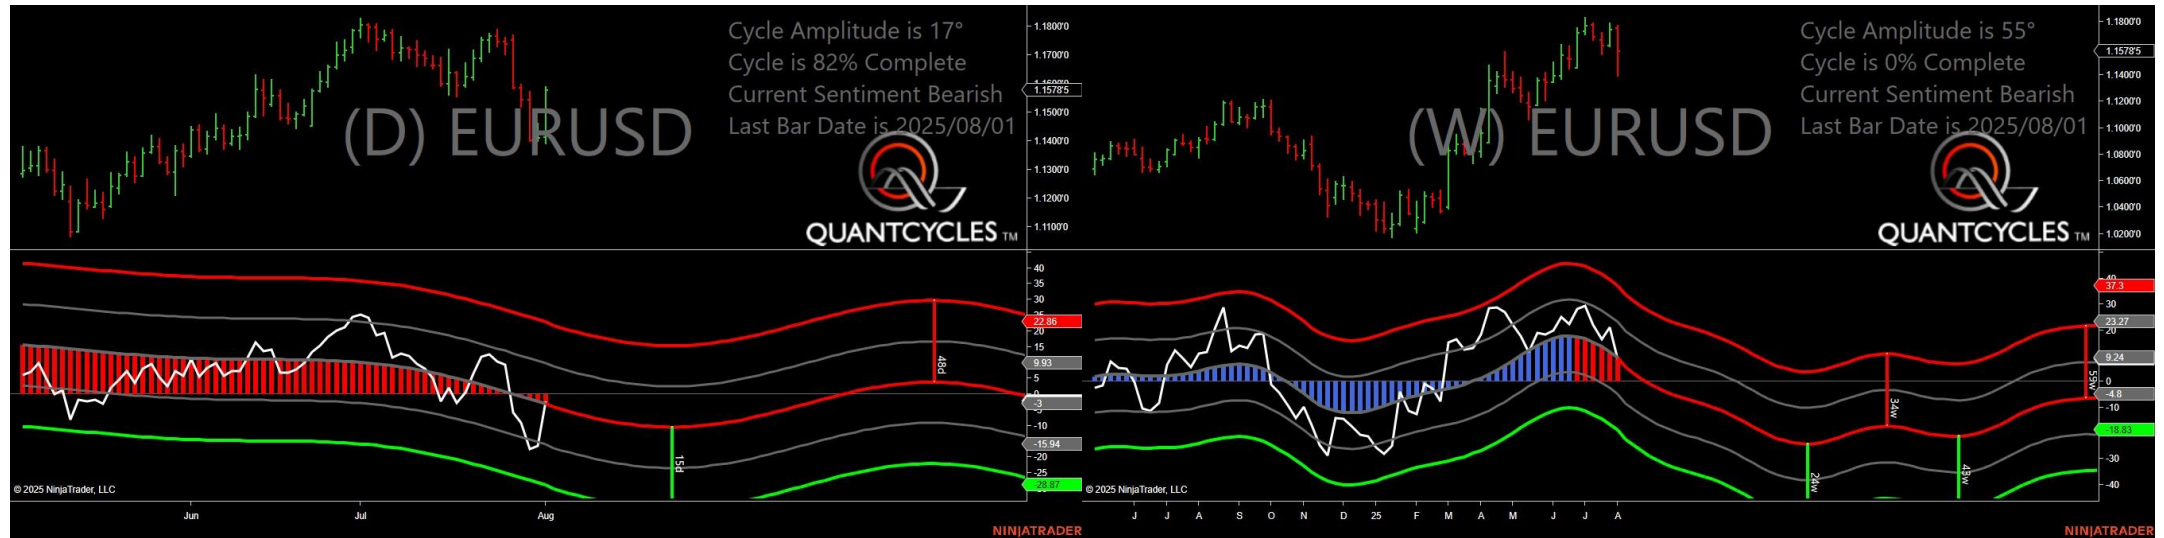 Cycle Amplitude is 17°
Cycle is 82% Complete
Current Sentiment Bearish
Last Bar Date is 2025/08/01
(D) EURUSD
QUANTCYCLES TM
1.1800'0
1.1700'0
1.1600'0
1.1578'5
1.1500'0
1.1400'0
1.1300'0
1.1200'0
1.1100'0
40
35
30
25
22.86
20
15
9.93
5
0
-3
-5
-10
-15.94
-20
-25
-28.87
48d
15d
© 2025 NinjaTrader, LLC
Jun
Jul
Aug
NINJATRADER
Cycle Amplitude is 55°
Cycle is 0% Complete
Current Sentiment Bearish
Last Bar Date is 2025/08/01
(W) EURUSD
QUANTCYCLES TM
1.1800'0
1.1578'5
1.1400'0
1.1200'0
1.1000'0
1.0800'0
1.0600'0
1.0400'0
1.0200'0
40
37.3
30
23.27
20
9.24
0
-4.8
-10
-18.83
-30
-40
34w
59w
24w
43w
© 2025 NinjaTrader, LLC
J J A S O N D 25 F M A M J J A
NINJATRADER